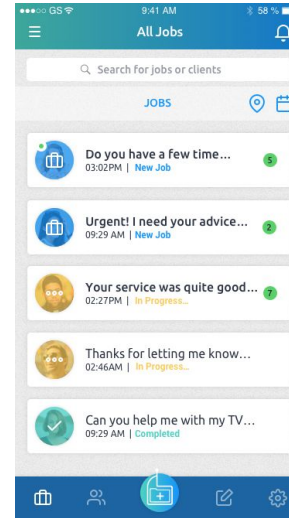 GS 9:41 AM 58 %
All Jobs
Search for jobs or clients
JOBS
Do you have a few time...
03:02PM | New Job
5
Urgent! I need your advice...
09:29 AM | New Job
2
Your service was quite good...
02:27PM | In Progress...
7
Thanks for letting me know...
02:46AM | In Progress...
Can you help me with my TV...
09:29 AM | Completed